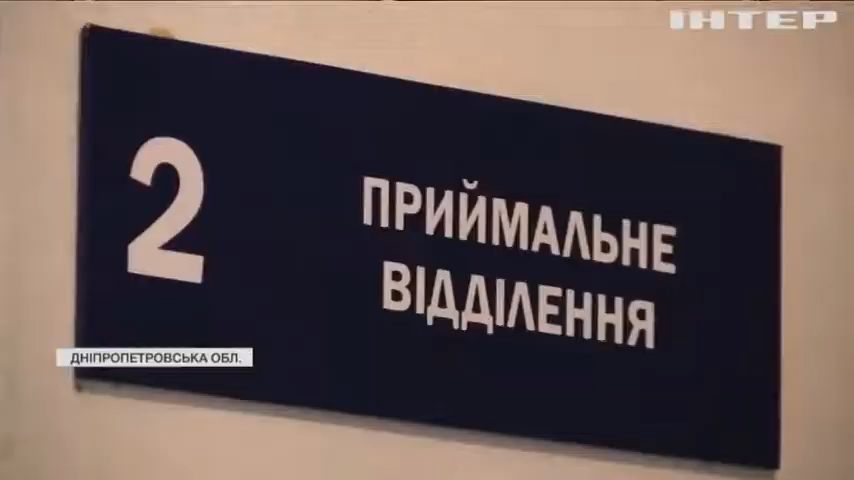 ІНТЕР
2
ПРИЙМАЛЬНЕ
ВІДДІЛЕННЯ
ДНІПРОПЕТРОВСЬКА ОБЛ.